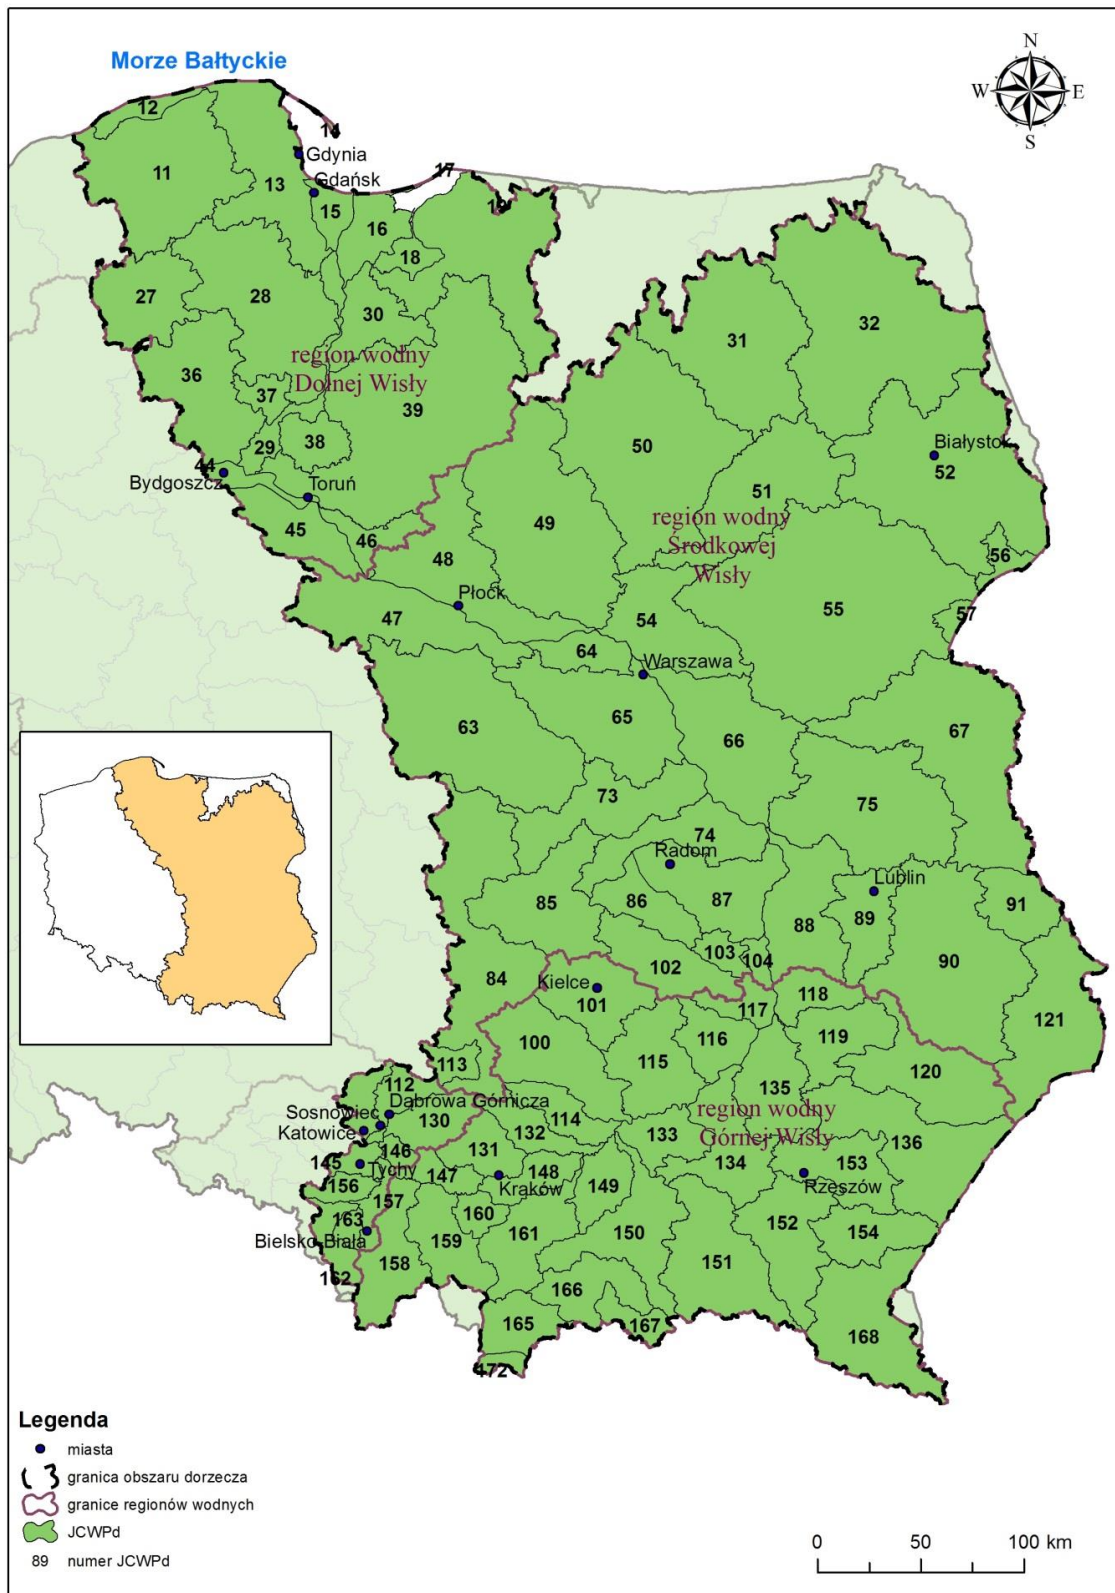 Morze Bałtyckie
N
W E
S
12
14
Gdynia
11
13
17
Gdańsk
15
19
16
18
27
28
30
31
32
region wodny
Dolnej Wisły
36
37
39
29
38
50
Białystok
52
44
Bydgoszcz
Toruń
51
45
46
49
region wodny
Środkowej
Wisły
48
56
Płock
47
54
55
57
64
Warszawa
63
65
66
67
73
75
74
Radom
85
86
87
88
Lublin
89
91
90
103
104
102
84
Kielce
101
117
118
121
100
116
119
115
113
120
112
Dąbrowa Górnicza
135
Sosnowiec
130
114
region wodny
Górnej Wisły
Katowice
132
133
136
146
131
145
Tychy
147
148
134
153
Kraków
Rzeszów
156
149
157
163
160
152
154
Bielsko-Biała
159
161
150
158
151
162
166
165
167
168
172
Legenda
miasta
granica obszaru dorzecza
granice regionów wodnych
JCWPd
89 numer JCWPd
0 50 100 km